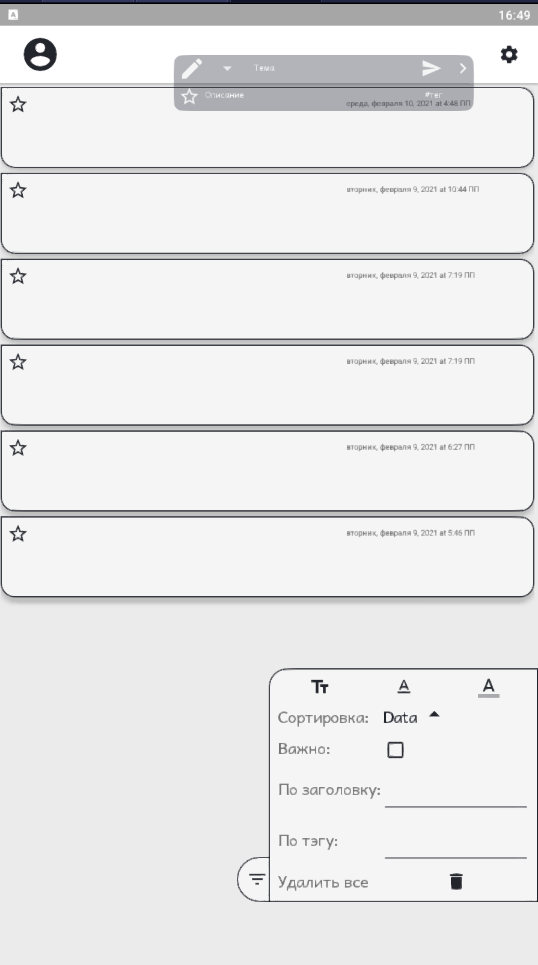 A
16:49
Тема
Описание #тег
среда, февраля 10, 2021 at 4:48 ПП
вторник, февраля 9, 2021 at 10:44 ПП
вторник, февраля 9, 2021 at 7:19 ПП
вторник, февраля 9, 2021 at 7:19 ПП
вторник, февраля 9, 2021 at 6:27 ПП
вторник, февраля 9, 2021 at 5:46 ПП
Тт A A
Сортировка: Data
Важно:
По заголовку:
По тэгу:
Удалить все